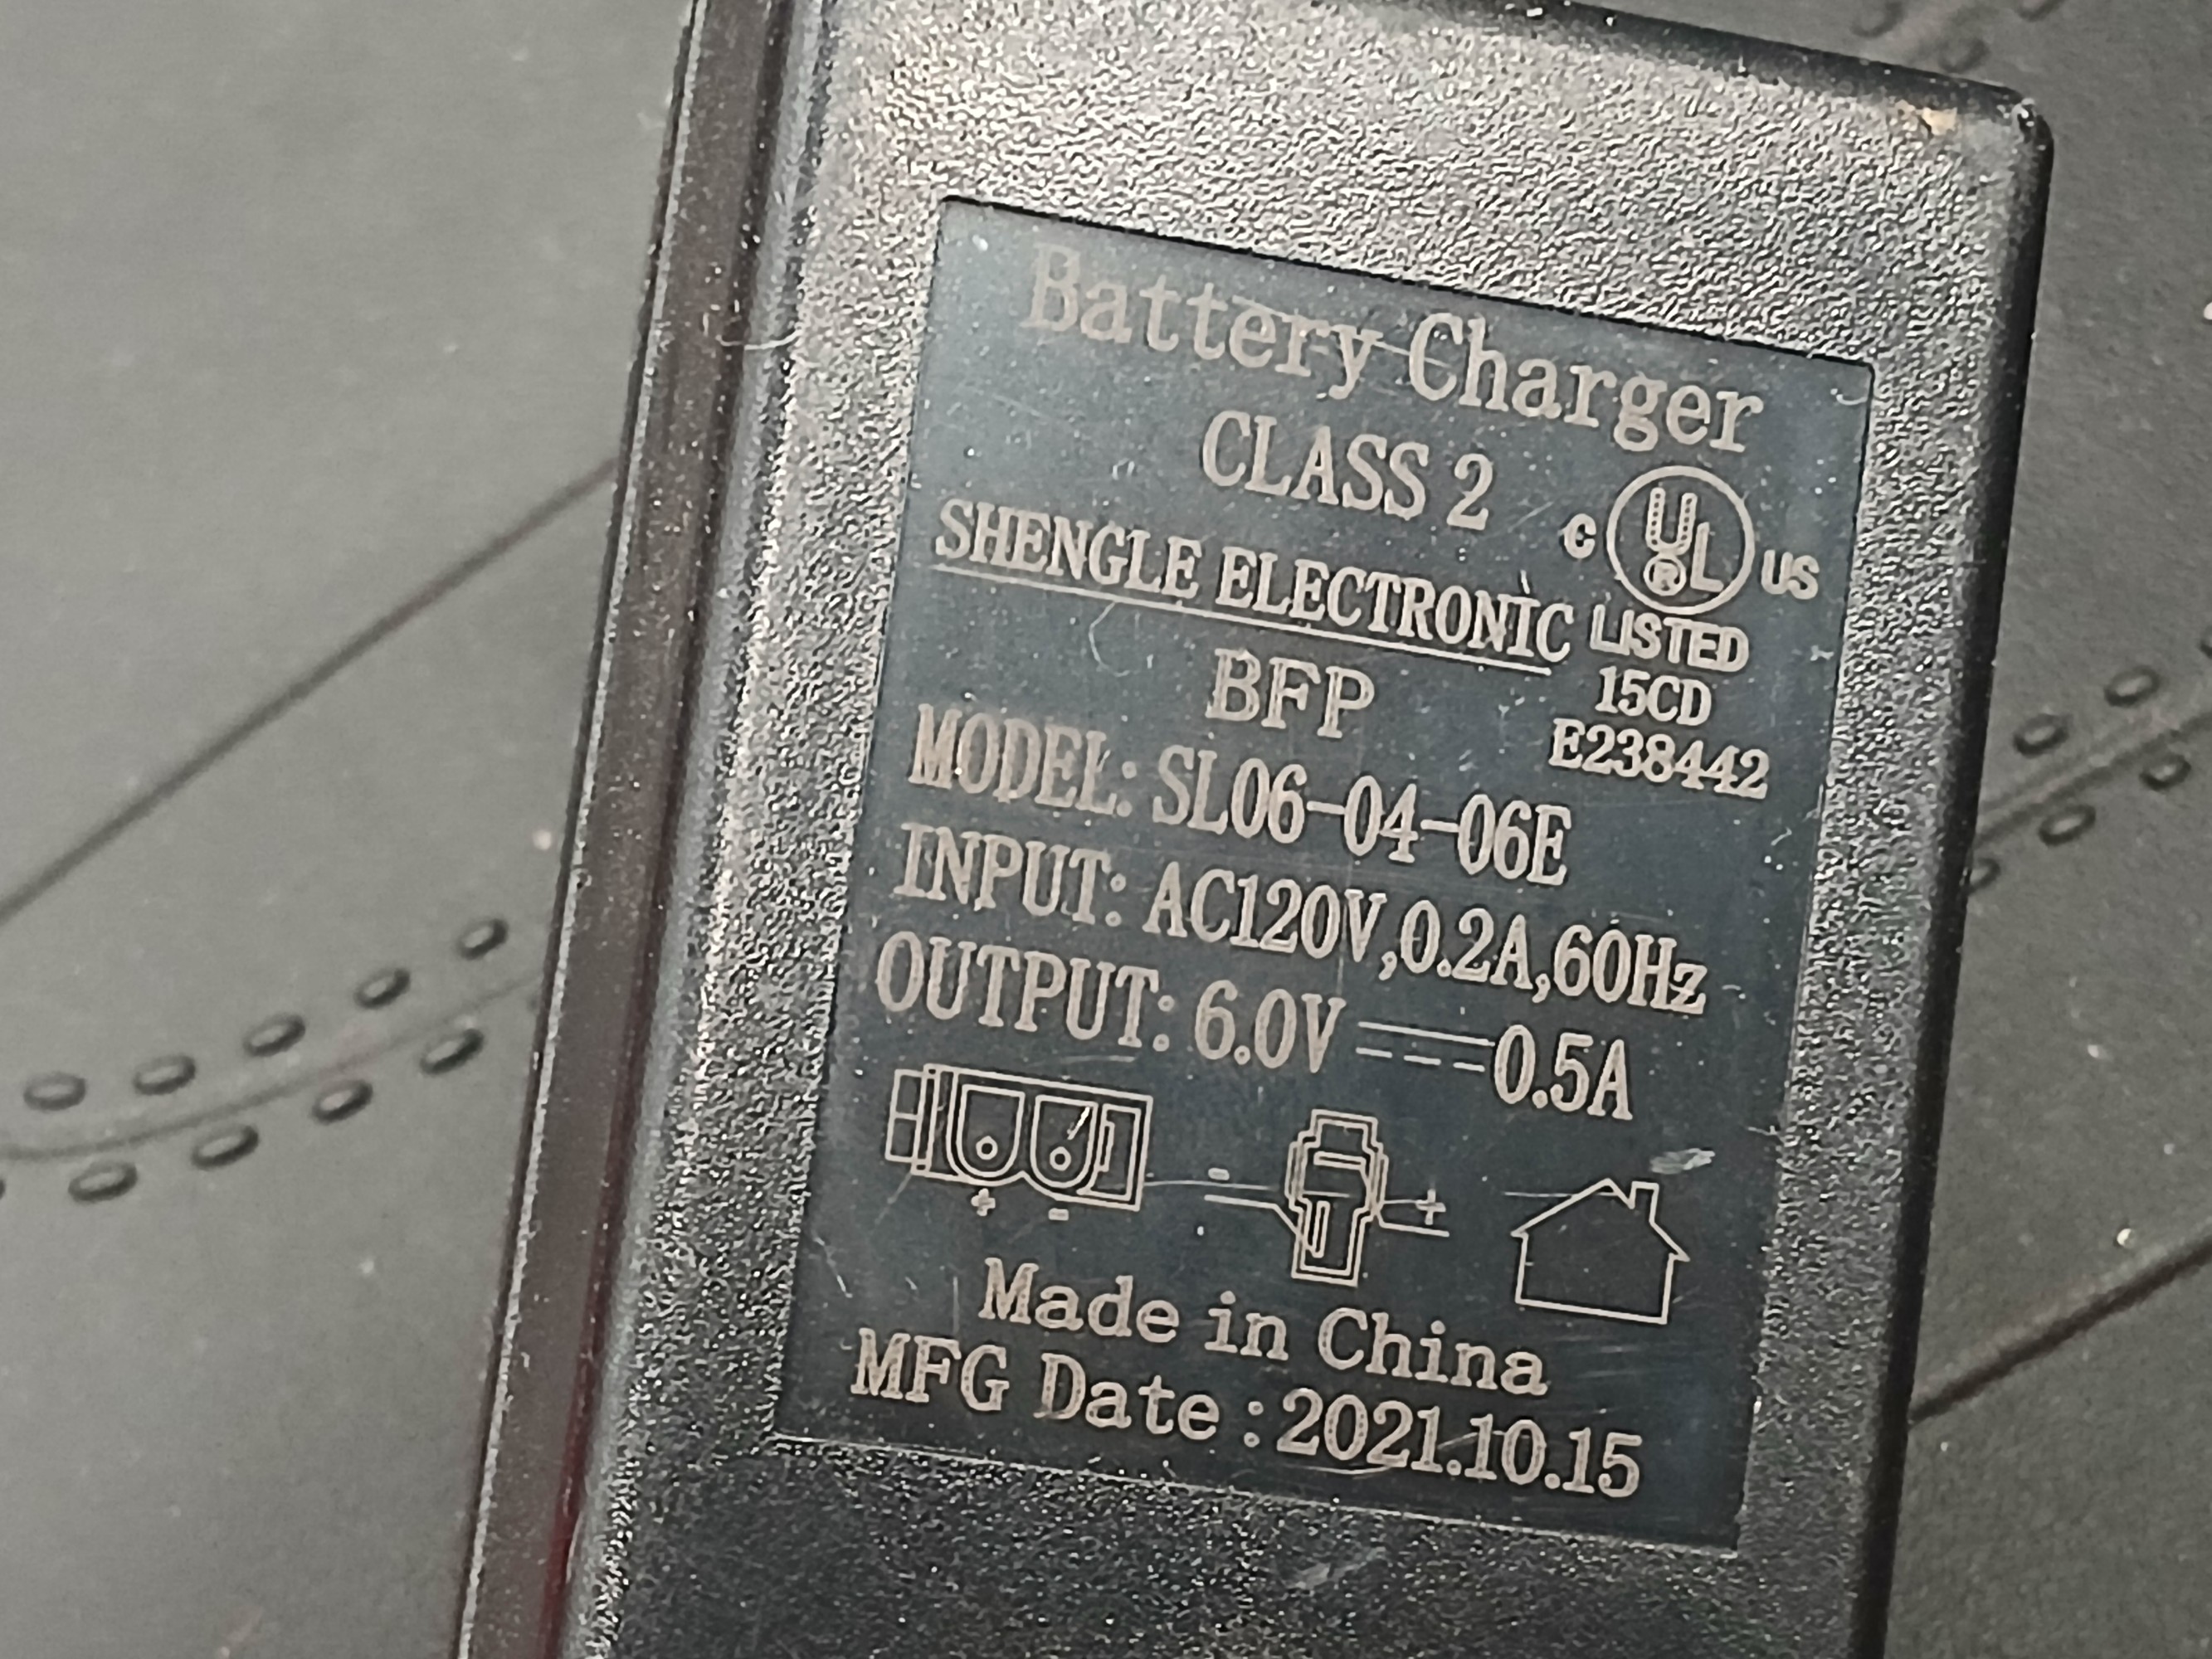 Battery Charger
CLASS 2
C UL ® US
SHENGLE ELECTRONIC
LISTED
15CD
E238442
BFP
MODEL: SL06-04-06E
INPUT: AC120V,0.2A,60Hz
OUTPUT: 6.0V⎓0.5A
+ -
- +
Made in China
MFG Date : 2021.10.15